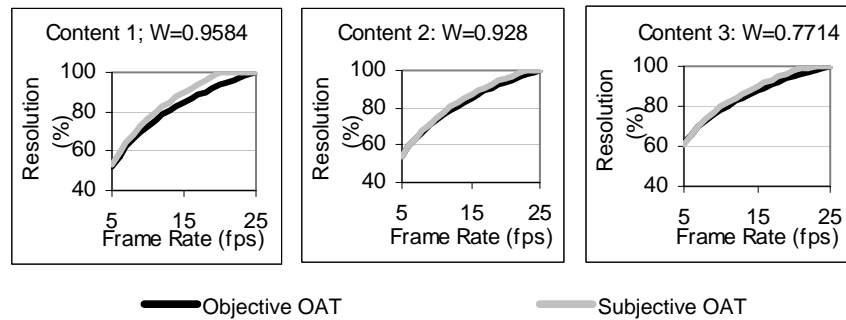 Content 1; W=0.9584
Resolution
(%)
100
80
60
40
5
15
25
Frame Rate (fps)
Content 2: W=0.928
Resolution
(%)
100
80
60
40
5
15
25
Frame Rate (fps)
Content 3: W=0.7714
Resolution
(%)
100
80
60
40
5
15
25
Frame Rate (fps)
Objective OAT
Subjective OAT